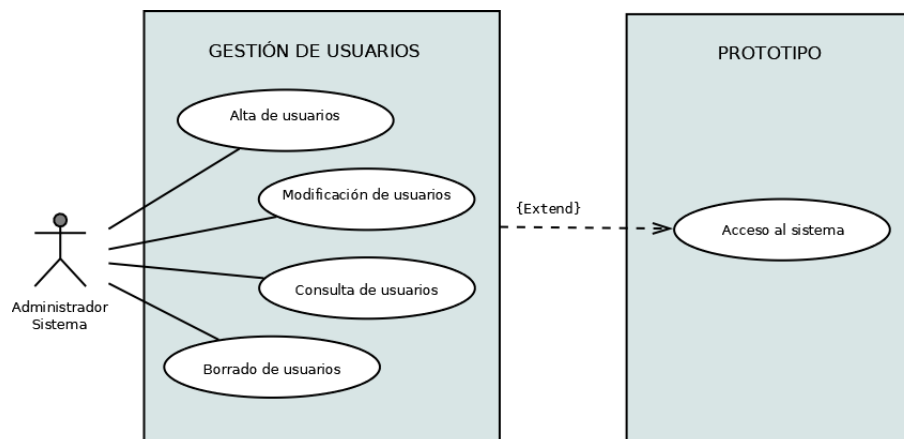 GESTIÓN DE USUARIOS
PROTOTIPO
Alta de usuarios
Modificación de usuarios
{Extend}
Acceso al sistema
Consulta de usuarios
Administrador
Sistema
Borrado de usuarios